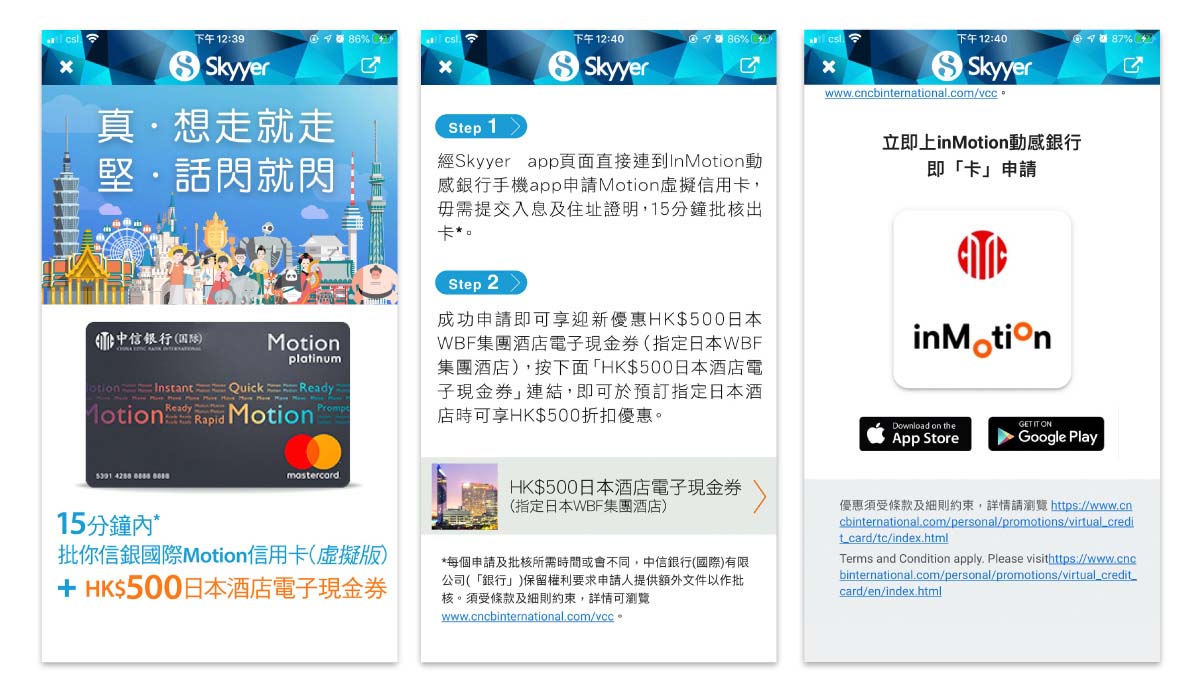 csl.
下午12:39
86%
Skyyer
真·想走就走
堅·話閃就閃
中信銀行(国际)
CHINA CITIC BANK INTERNATIONAL
Motion
platinum
otion Instant Quick Ready
Motion Ready Rapid Motion Prompt
5391 4288 8888 8888
mastercard
15分鐘內*
批你信銀國際Motion信用卡(虛擬版)
+ HK$500日本酒店電子現金券
csl.
下午12:40
86%
Skyyer
Step 1
經Skyyer app頁面直接連到InMotion動
感銀行手機app申請Motion虛擬信用卡，
毋需提交入息及住址證明，15分鐘批核出
卡*。
Step 2
成功申請即可享迎新優惠HK$500日本
WBF集團酒店電子現金券（指定日本WBF
集團酒店），按下面「HK$500日本酒店電
子現金券」連結，即可於預訂指定日本酒
店時可享HK$500折扣優惠。
HK$500日本酒店電子現金券
(指定日本WBF集團酒店)
*每個申請及批核所需時間或會不同，中信銀行(國際)有限
公司(「銀行」)保留權利要求申請人提供額外文件以作批
核。須受條款及細則約束，詳情可瀏覽
www.cncbinternational.com/vcc。
csl.
下午12:40
87%
Skyyer
www.cncbinternational.com/vcc。
立即上inMotion動感銀行
即「卡」申請
inMotion
Download on the
App Store
GET IT ON
Google Play
優惠須受條款及細則約束，詳情請瀏覽 https://www.cn
cbinternational.com/personal/promotions/virtual_credi
t_card/tc/index.html
Terms and Condition apply. Please visithttps://www.cnc
binternational.com/personal/promotions/virtual_credit_
card/en/index.html